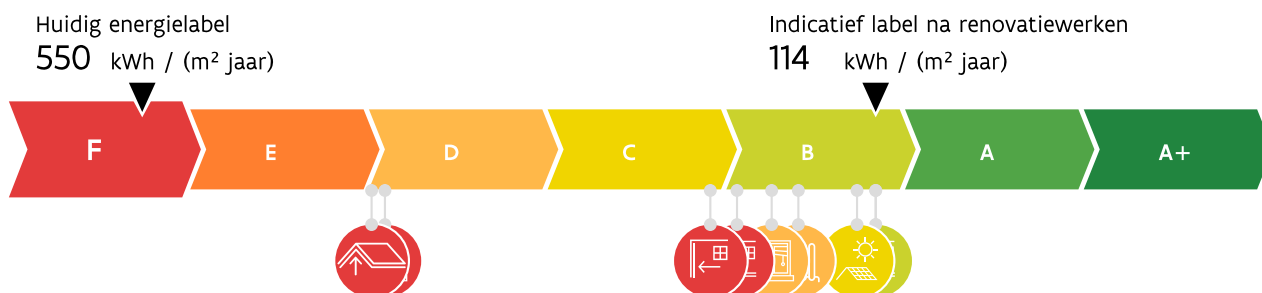 Huidig energielabel
550 kWh / (m² jaar)
Indicatief label na renovatiewerken
114 kWh / (m² jaar)
F E D C B A A+